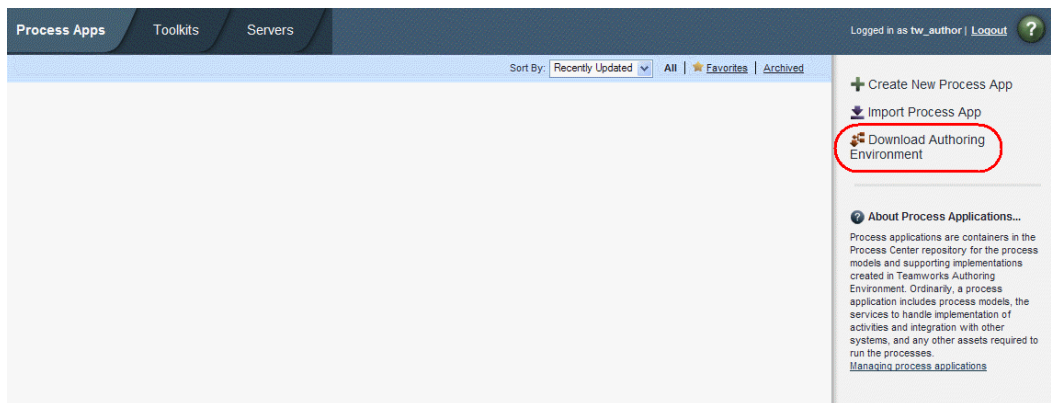 Process Apps Toolkits Servers Logged in as tw_author | Logout ?
Sort By: Recently Updated All | Favorites | Archived
Create New Process App
Import Process App
Download Authoring
Environment
? About Process Applications...
Process applications are containers in the
Process Center repository for the process
models and supporting implementations
created in Teamworks Authoring
Environment. Ordinarily, a process
application includes process models, the
services to handle implementation of
activities and integration with other
systems, and any other assets required to
run the processes.
Managing process applications